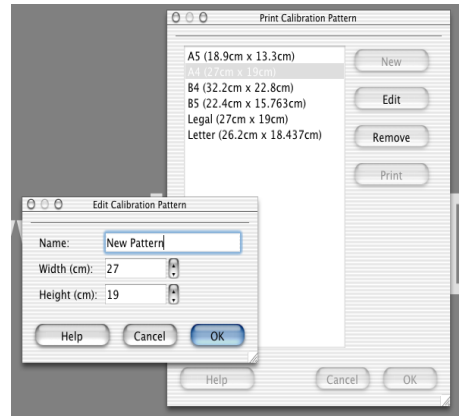 Print Calibration Pattern
A5 (18.9cm x 13.3cm)
A4 (27cm x 19cm)
B4 (32.2cm x 22.8cm)
B5 (22.4cm x 15.763cm)
Legal (27cm x 19cm)
Letter (26.2cm x 18.437cm)
New
Edit
Remove
Print
Help
Cancel
OK
Edit Calibration Pattern
Name: New Pattern
Width (cm): 27
Height (cm): 19
Help
Cancel
OK